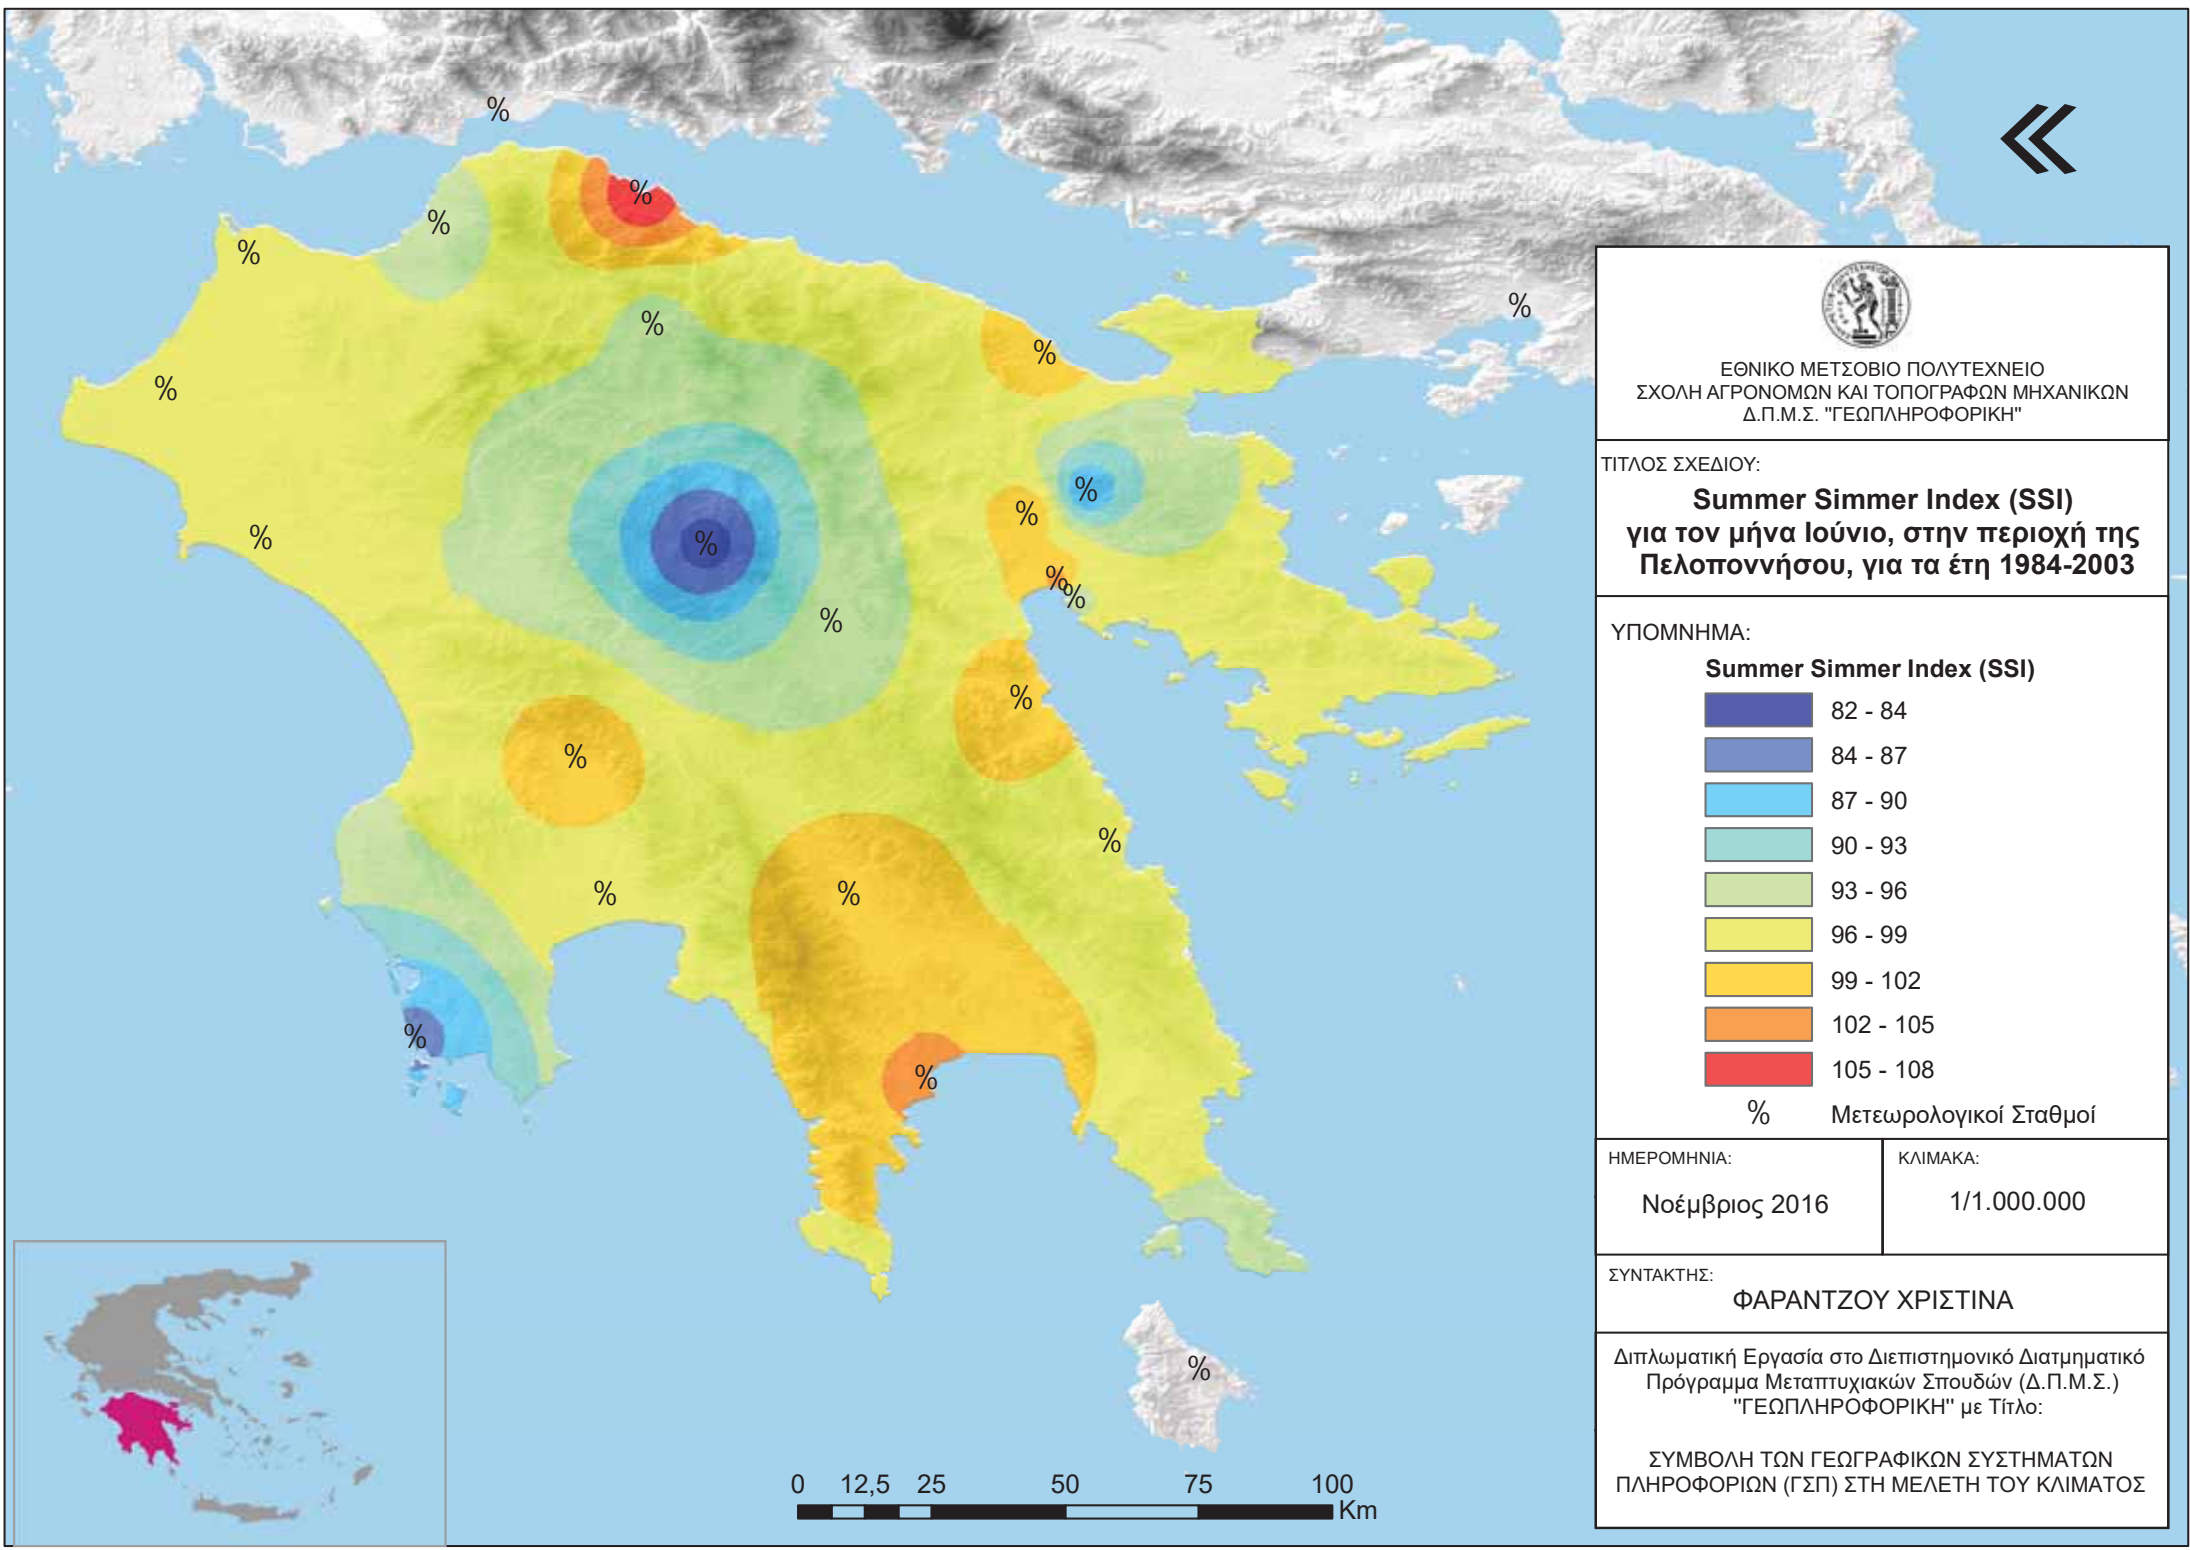 ΕΘΝΙΚΟ ΜΕΤΣΟΒΙΟ ΠΟΛΥΤΕΧΝΕΙΟ
ΣΧΟΛΗ ΑΓΡΟΝΟΜΩΝ ΚΑΙ ΤΟΠΟΓΡΑΦΩΝ ΜΗΧΑΝΙΚΩΝ
Δ.Π.Μ.Σ. "ΓΕΩΠΛΗΡΟΦΟΡΙΚΗ"
ΤΙΤΛΟΣ ΣΧΕΔΙΟΥ:
Summer Simmer Index (SSI)
για τον μήνα Ιούνιο, στην περιοχή της
Πελοποννήσου, για τα έτη 1984-2003
ΥΠΟΜΝΗΜΑ:
Summer Simmer Index (SSI)
82 - 84
84 - 87
87 - 90
90 - 93
93 - 96
96 - 99
99 - 102
102 - 105
105 - 108
% Μετεωρολογικοί Σταθμοί
ΗΜΕΡΟΜΗΝΙΑ:
Νοέμβριος 2016
ΚΛΙΜΑΚΑ:
1/1.000.000
ΣΥΝΤΑΚΤΗΣ:
ΦΑΡΑΝΤΖΟΥ ΧΡΙΣΤΙΝΑ
Διπλωματική Εργασία στο Διεπιστημονικό Διατμηματικό
Πρόγραμμα Μεταπτυχιακών Σπουδών (Δ.Π.Μ.Σ.)
"ΓΕΩΠΛΗΡΟΦΟΡΙΚΗ" με Τίτλο:
ΣΥΜΒΟΛΗ ΤΩΝ ΓΕΩΓΡΑΦΙΚΩΝ ΣΥΣΤΗΜΑΤΩΝ
ΠΛΗΡΟΦΟΡΙΩΝ (ΓΣΠ) ΣΤΗ ΜΕΛΕΤΗ ΤΟΥ ΚΛΙΜΑΤΟΣ
0 12,5 25 50 75 100
Km